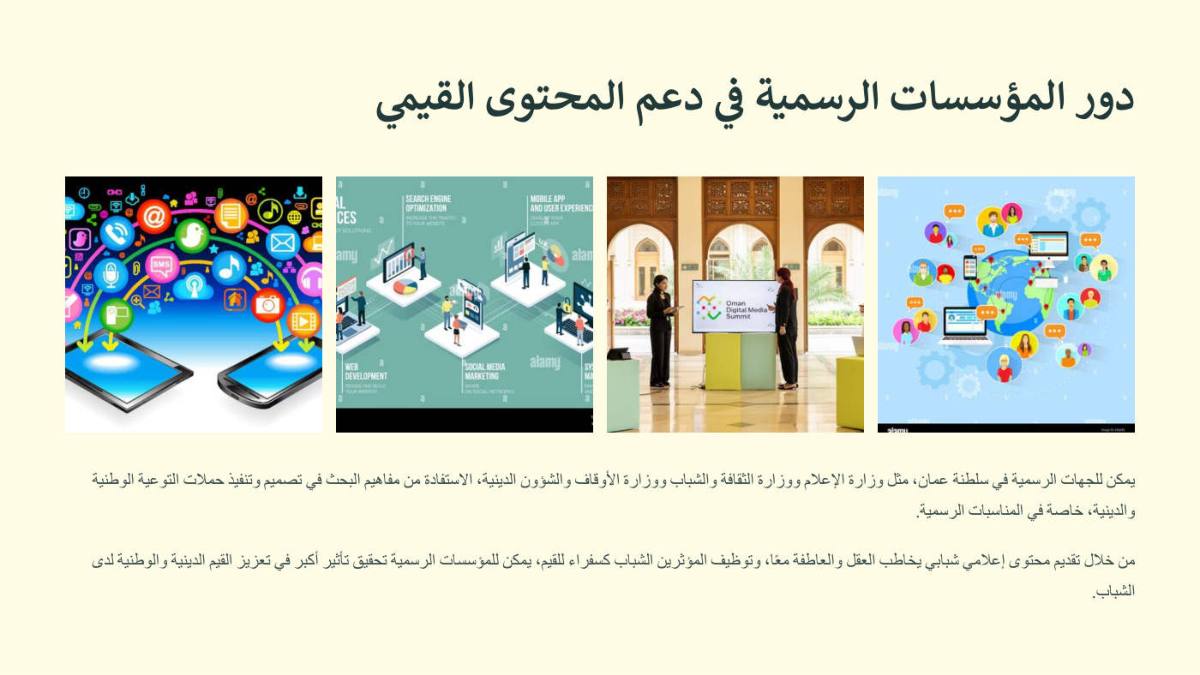 دور المؤسسات الرسمية في دعم المحتوى القيمي
alamy
alamy
Oman
Digital Media
Summit
SEARCH ENGINE
OPTIMIZATION
MOBILE APP
AND USER EXPERIENC
WEB
DEVELOPMENT
SOCIAL MEDIA
MARKETING
alamy
SMS
يمكن للجهات الرسمية في سلطنة عمان، مثل وزارة الإعلام ووزارة الثقافة والشباب ووزارة الأوقاف والشؤون الدينية، الاستفادة من مفاهيم البحث في تصميم وتنفيذ حملات التوعية الوطنية
والدينية، خاصة في المناسبات الرسمية.
من خلال تقديم محتوى إعلامي شبابي يخاطب العقل والعاطفة معًا، وتوظيف المؤثرين الشباب كسفراء للقيم، يمكن للمؤسسات الرسمية تحقيق تأثير أكبر في تعزيز القيم الدينية والوطنية لدى
الشباب.